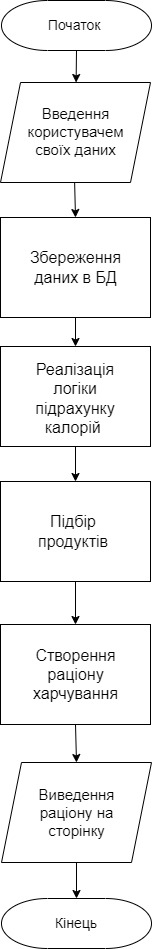 Початок
Введення
користувачем
своїх даних
Збереження
даних в БД
Реалізація
логіки
підрахунку
калорій
Підбір
продуктів
Створення
раціону
харчування
Виведення
раціону на
сторінку
Кінець